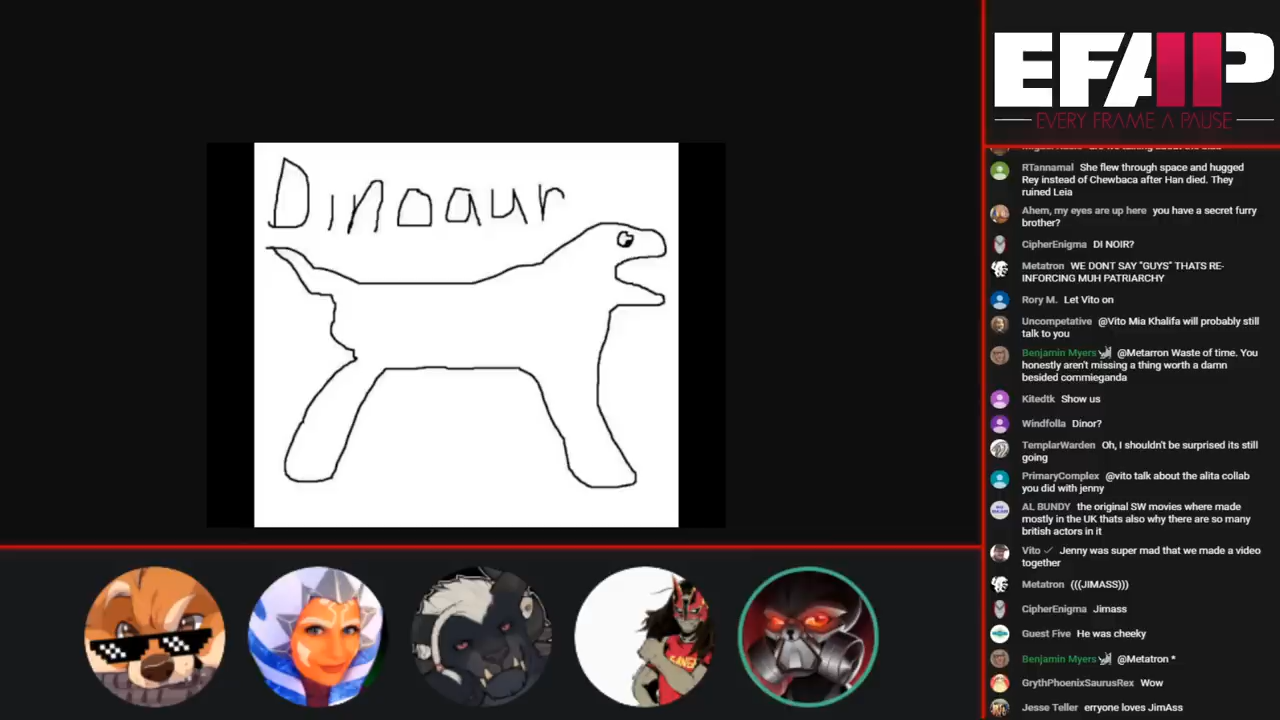 Dinoaur
EFAP
EVERY FRAME A PAUSE
RTannamal She flew through space and hugged
Rey instead of Chewbaca after Han died. They
ruined Leia
Ahem, my eyes are up here you have a secret furry
brother?
CipherEnigma DI NOIR?
Metatron WE DONT SAY "GUYS" THATS RE-
INFORCING MUH PATRIARCHY
Rory M. Let Vito on
Uncompetative @Vito Mia Khalifa will probably still
talk to you
Benjamin Myers @Metarron Waste of time. You
honestly aren't missing a thing worth a damn
besided commieganda
Kitedtk Show us
Windfolla Dinor?
TemplarWarden Oh, I shouldn't be surprised its still
going
PrimaryComplex @vito talk about the alita collab
you did with jenny
AL BUNDY the original SW movies where made
mostly in the UK thats also why there are so many
british actors in it
Vito ✓ Jenny was super mad that we made a video
together
Metatron (((JIMASS)))
CipherEnigma Jimass
Guest Five He was cheeky
Benjamin Myers @Metatron *
GrythPhoenixSaurusRex Wow
Jesse Teller erryone loves JimAss